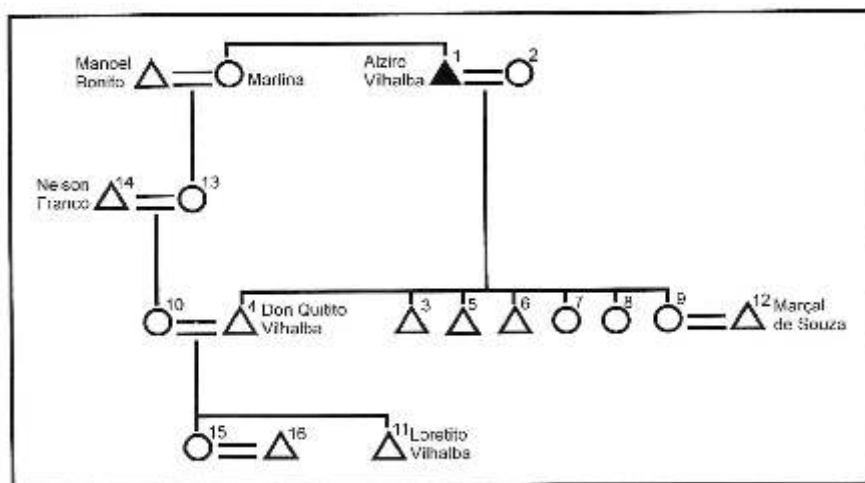 Manoel
Bonito
Marlina
Alziro
Vilhalba
1
2
Nelson
Franco
14
13
10
4
Don Quitito
Vilhalba
3
5
6
7
8
9
12
Marçal
de Souza
15
16
11
Loretito
Vilhalba